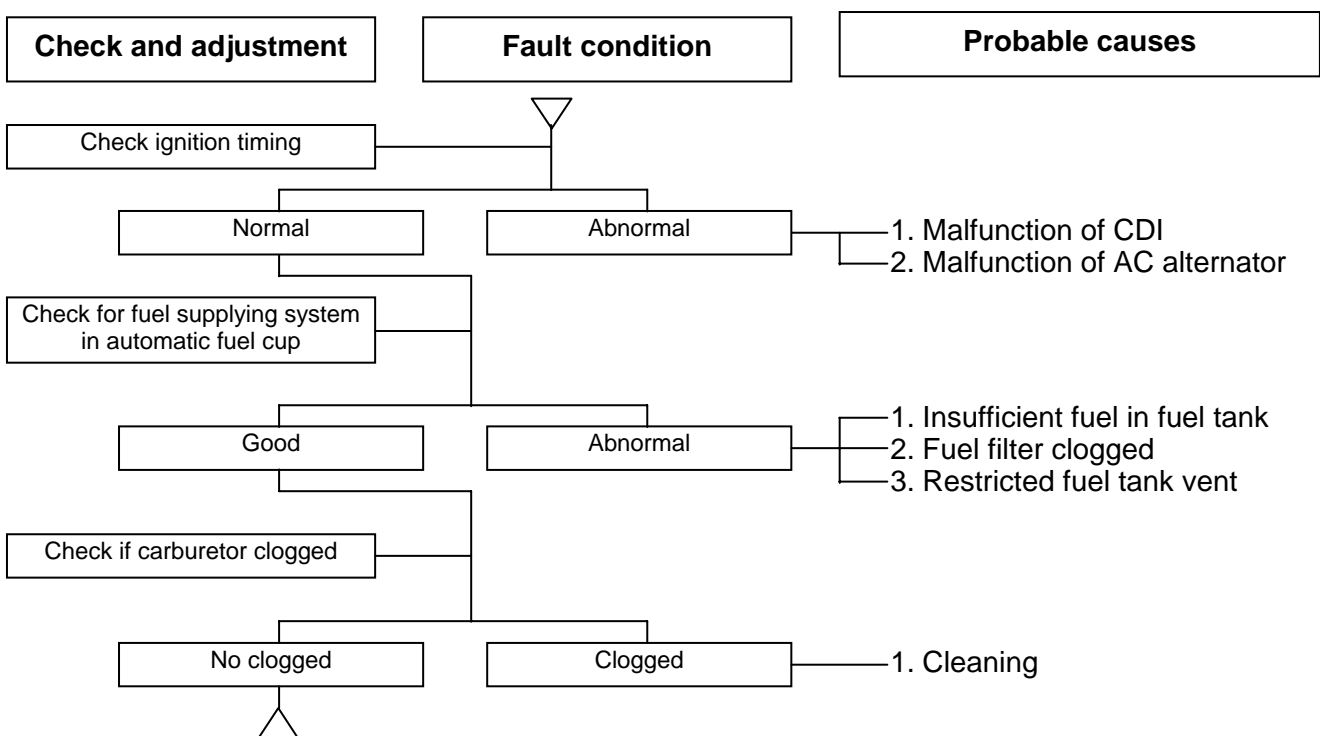 Check and adjustment
Fault condition
Probable causes
Check ignition timing
Normal
Abnormal
1. Malfunction of CDI
2. Malfunction of AC alternator
Check for fuel supplying system
in automatic fuel cup
Good
Abnormal
1. Insufficient fuel in fuel tank
2. Fuel filter clogged
3. Restricted fuel tank vent
Check if carburetor clogged
No clogged
Clogged
1. Cleaning